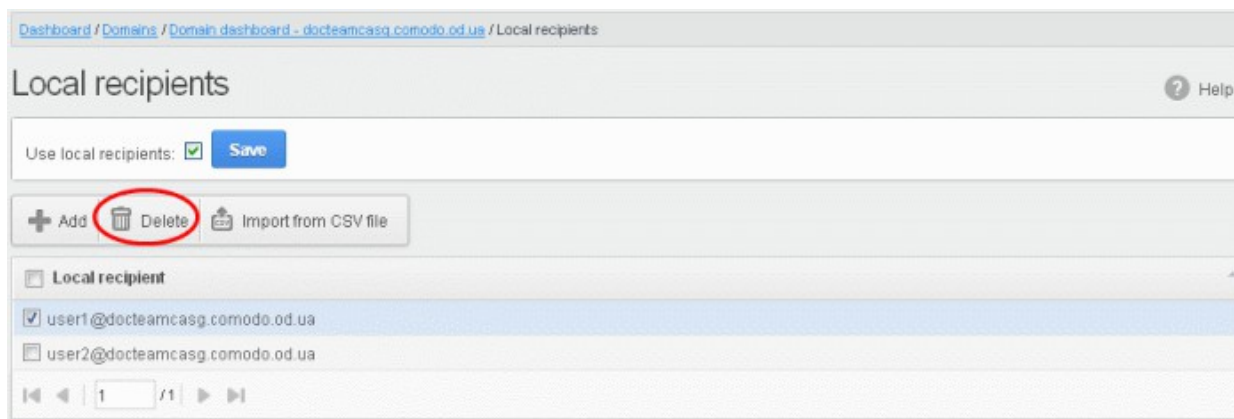 Dashboard / Domains / Domain dashboard - docteamcasg.comodo.od.ua / Local recipients
Local recipients
Help
Use local recipients: Save
Add Delete Import from CSV file
Local recipient
user1@docteamcasg.comodo.od.ua
user2@docteamcasg.comodo.od.ua
1 /1